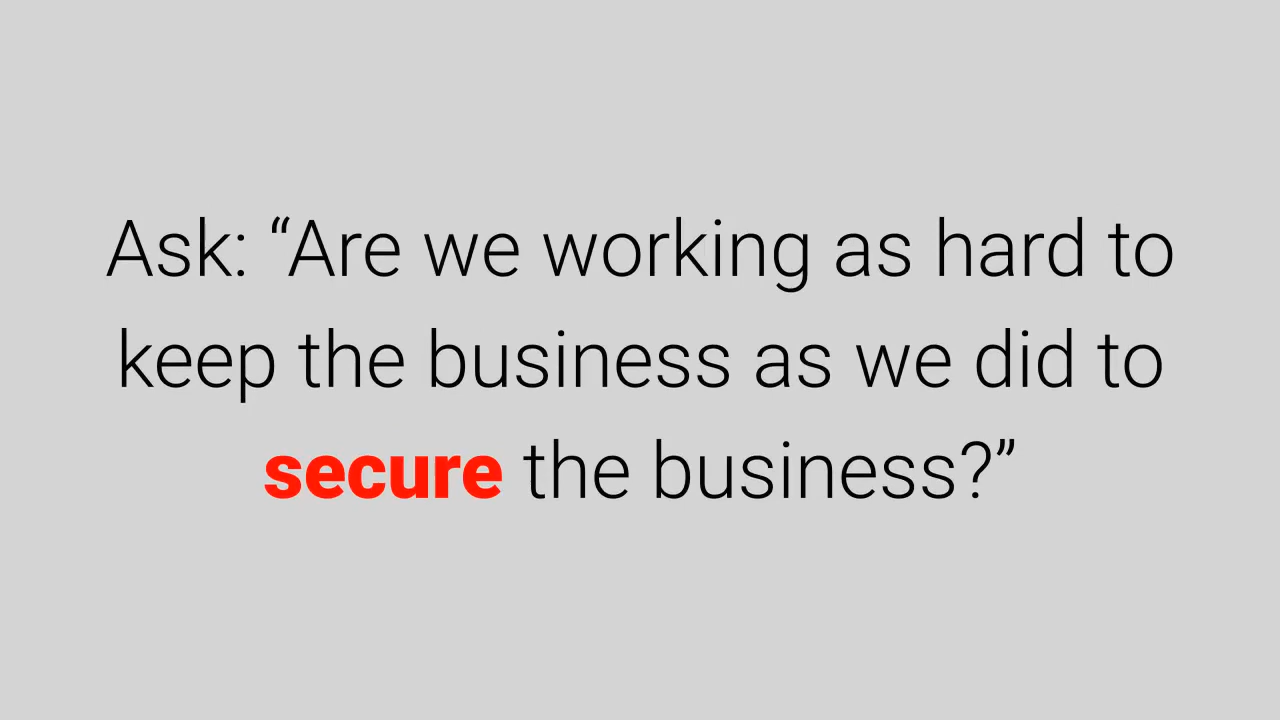 Ask: “Are we working as hard to
keep the business as we did to
secure the business?”